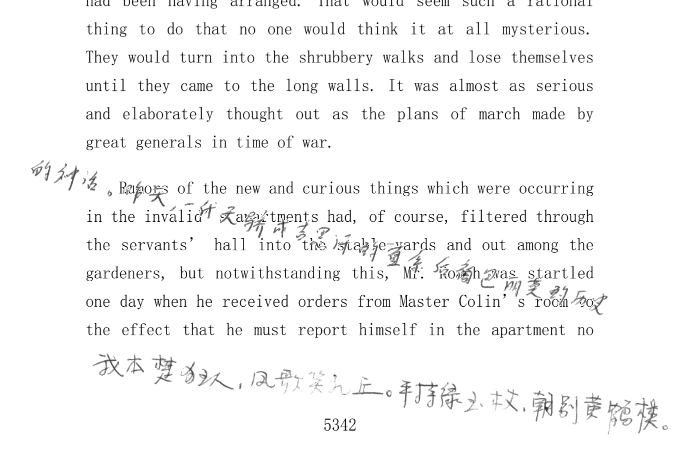 had been having arranged. That would seem such a rational
thing to do that no one would think it at all mysterious.
They would turn into the shrubbery walks and lose themselves
until they came to the long walls. It was almost as serious
and elaborately thought out as the plans of march made by
great generals in time of war.
的神话。昨天
Rumors of the new and curious things which were occurring
in the invalid's apartments had, of course, filtered through
the servants' hall into the stable-yards and out among the
gardeners, but notwithstanding this, Mr. Roach was startled
one day when he received orders from Master Colin's room to
the effect that he must report himself in the apartment no
我本楚狂人,凤歌笑孔丘。手持绿玉杖,朝别黄鹤楼。
5342